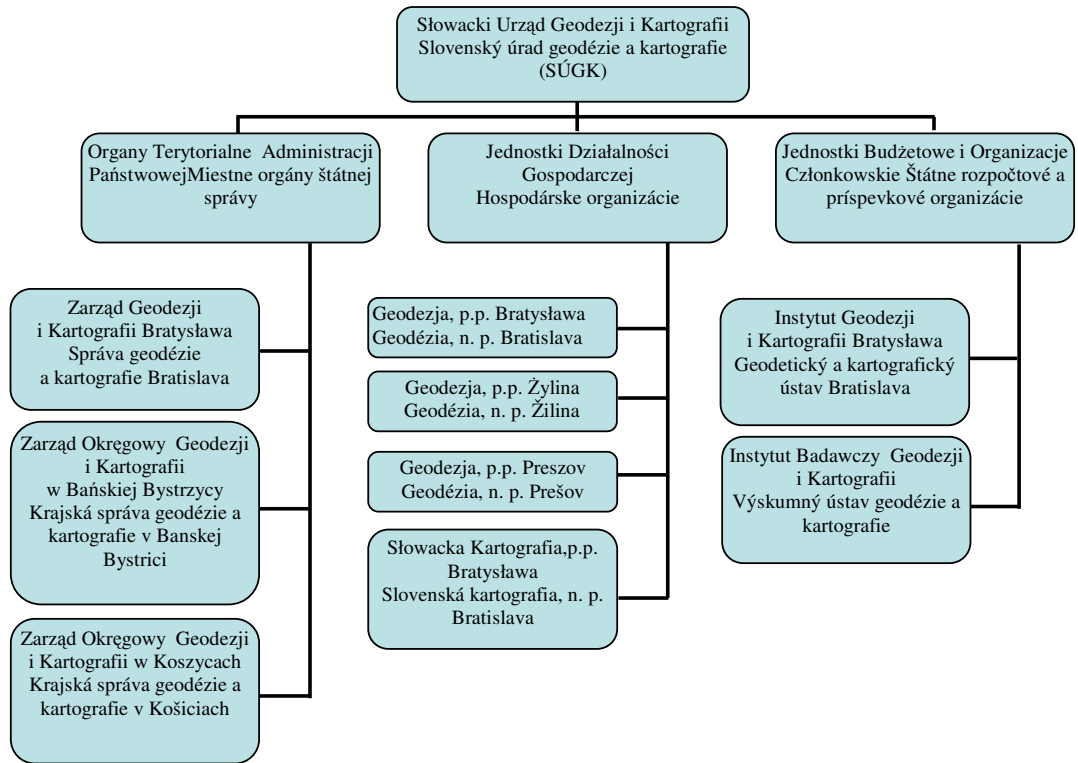 Słowacki Urząd Geodezji i Kartografii
Slovenský úrad geodézie a kartografie
(SÚGK)
Organy Terytorialne Administracji
PaństwowejMiestne orgány štátnej
správy
Jednostki Działalności
Gospodarczej
Hospodárske organizácie
Jednostki Budżetowe i Organizacje
Członkowskie Štátne rozpočtové a
príspevkové organizácie
Zarząd Geodezji
i Kartografii Bratysława
Správa geodézie
a kartografie Bratislava
Zarząd Okręgowy Geodezji
i Kartografii
w Bańskiej Bystrzycy
Krajská správa geodézie a
kartografie v Banskej
Bystrici
Zarząd Okręgowy Geodezji
i Kartografii w Koszycach
Krajská správa geodézie a
kartografie v Košiciach
Geodezja, p.p. Bratysława
Geodézia, n. p. Bratislava
Geodezja, p.p. Żylina
Geodézia, n. p. Žilina
Geodezja, p.p. Preszov
Geodézia, n. p. Prešov
Słowacka Kartografia,p.p.
Bratysława
Slovenská kartografia, n. p.
Bratislava
Instytut Geodezji
i Kartografii Bratysława
Geodetický a kartografický
ústav Bratislava
Instytut Badawczy Geodezji
i Kartografii
Výskumný ústav geodézie a
kartografie